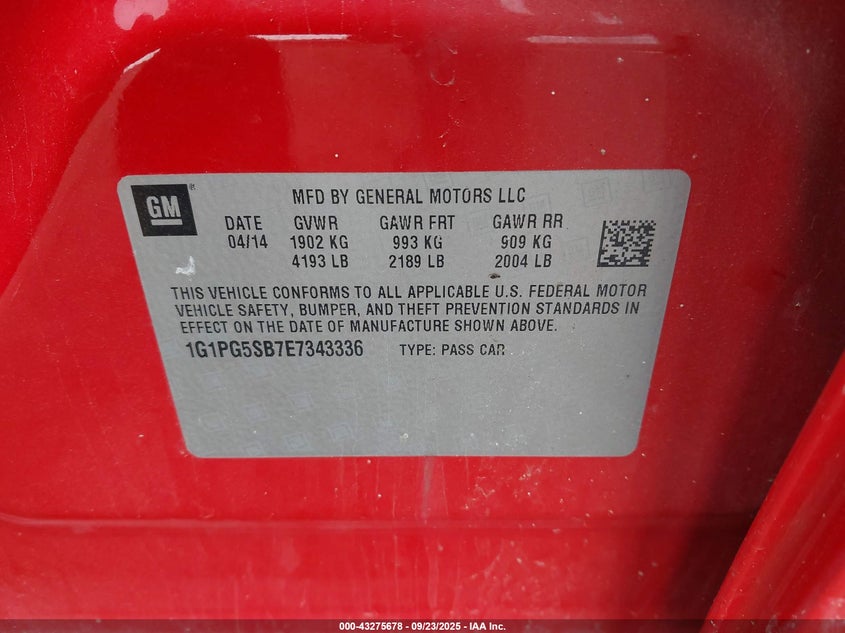 GM ®
MFD BY GENERAL MOTORS LLC
DATE GVWR GAWR FRT GAWR RR
04/14 1902 KG 993 KG 909 KG
4193 LB 2189 LB 2004 LB
THIS VEHICLE CONFORMS TO ALL APPLICABLE U.S. FEDERAL MOTOR
VEHICLE SAFETY, BUMPER, AND THEFT PREVENTION STANDARDS IN
EFFECT ON THE DATE OF MANUFACTURE SHOWN ABOVE.
1G1PG5SB7E7343336 TYPE: PASS CAR
000-43275678 - 09/23/2025 - IAA Inc.